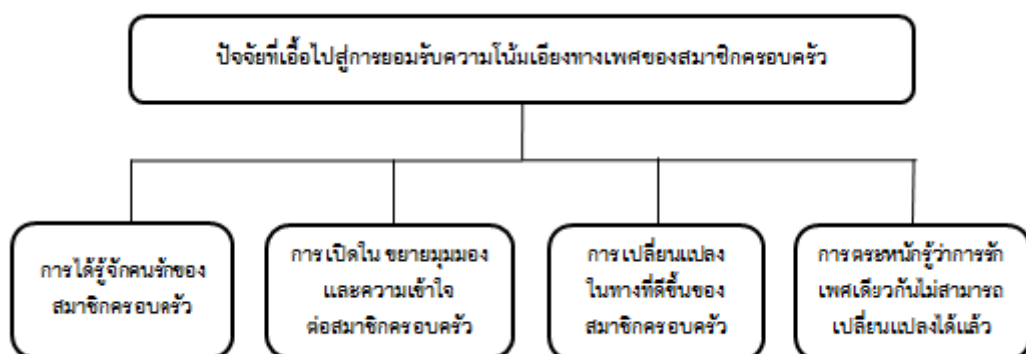 ปัจจัยที่เอื้อไปสู่การยอมรับความโน้มเอียงทางเพศของสมาชิกครอบครัว
การได้รู้จักคนรักของ
สมาชิกครอบครัว
การเปิดใน ขยายมุมมอง
และความเข้าใจ
ต่อสมาชิกครอบครัว
การเปลี่ยนแปลง
ในทางที่ดีขึ้นของ
สมาชิกครอบครัว
การตระหนักรู้ว่าการรัก
เพศเดียวกันไม่สามารถ
เปลี่ยนแปลงได้แล้ว